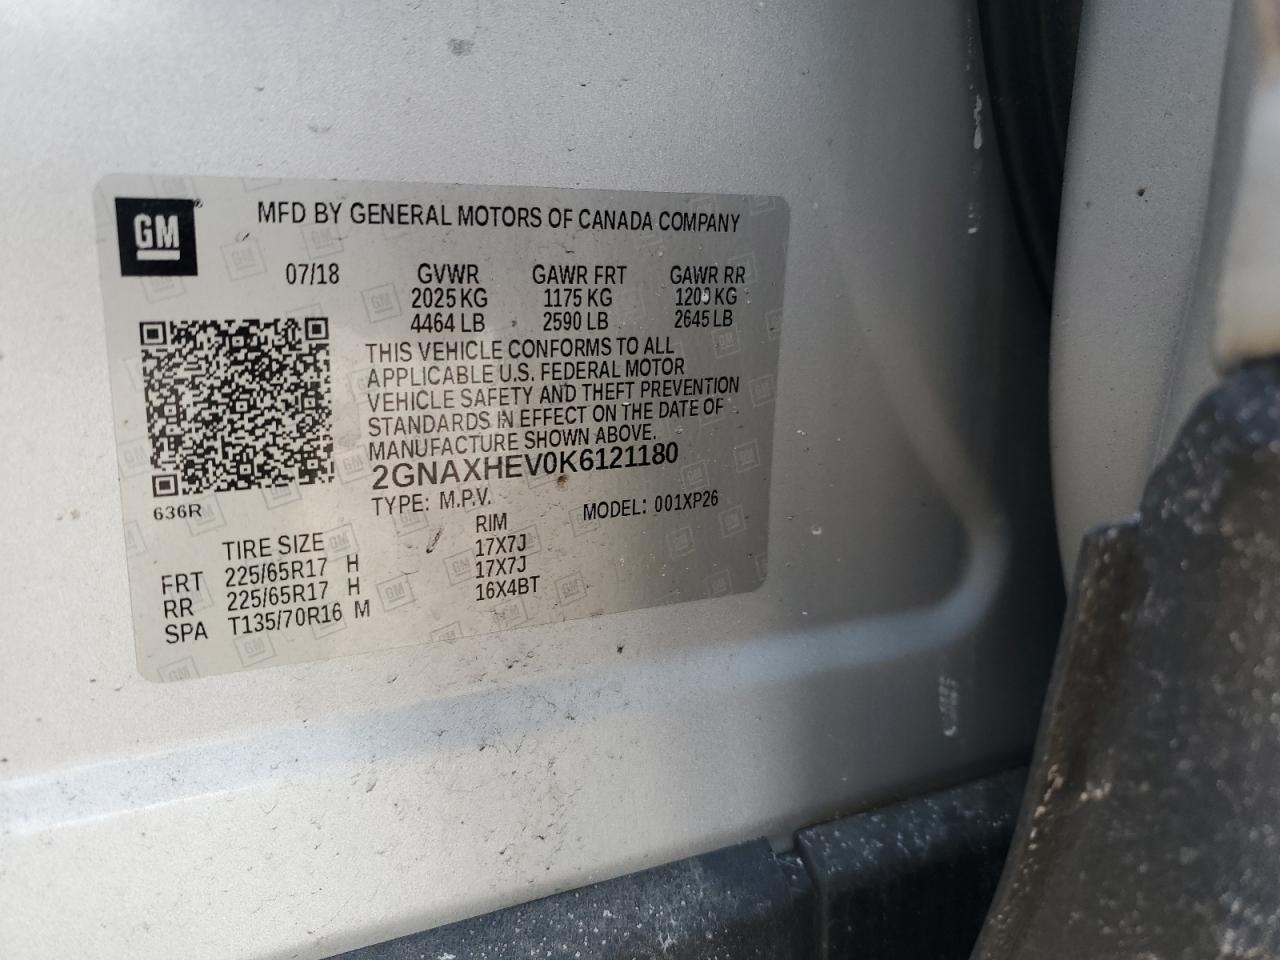 GM
MFD BY GENERAL MOTORS OF CANADA COMPANY
07/18 GVWR GAWR FRT GAWR RR
2025 KG 1175 KG 1200 KG
4464 LB 2590 LB 2645 LB
THIS VEHICLE CONFORMS TO ALL
APPLICABLE U.S. FEDERAL MOTOR
VEHICLE SAFETY AND THEFT PREVENTION
STANDARDS IN EFFECT ON THE DATE OF
MANUFACTURE SHOWN ABOVE.
2GNAXHEV0K6121180
TYPE: M.P.V. MODEL: 001XP26
636R
TIRE SIZE RIM
FRT 225/65R17 H 17X7J
RR 225/65R17 H 17X7J
SPA T135/70R16 M 16X4BT